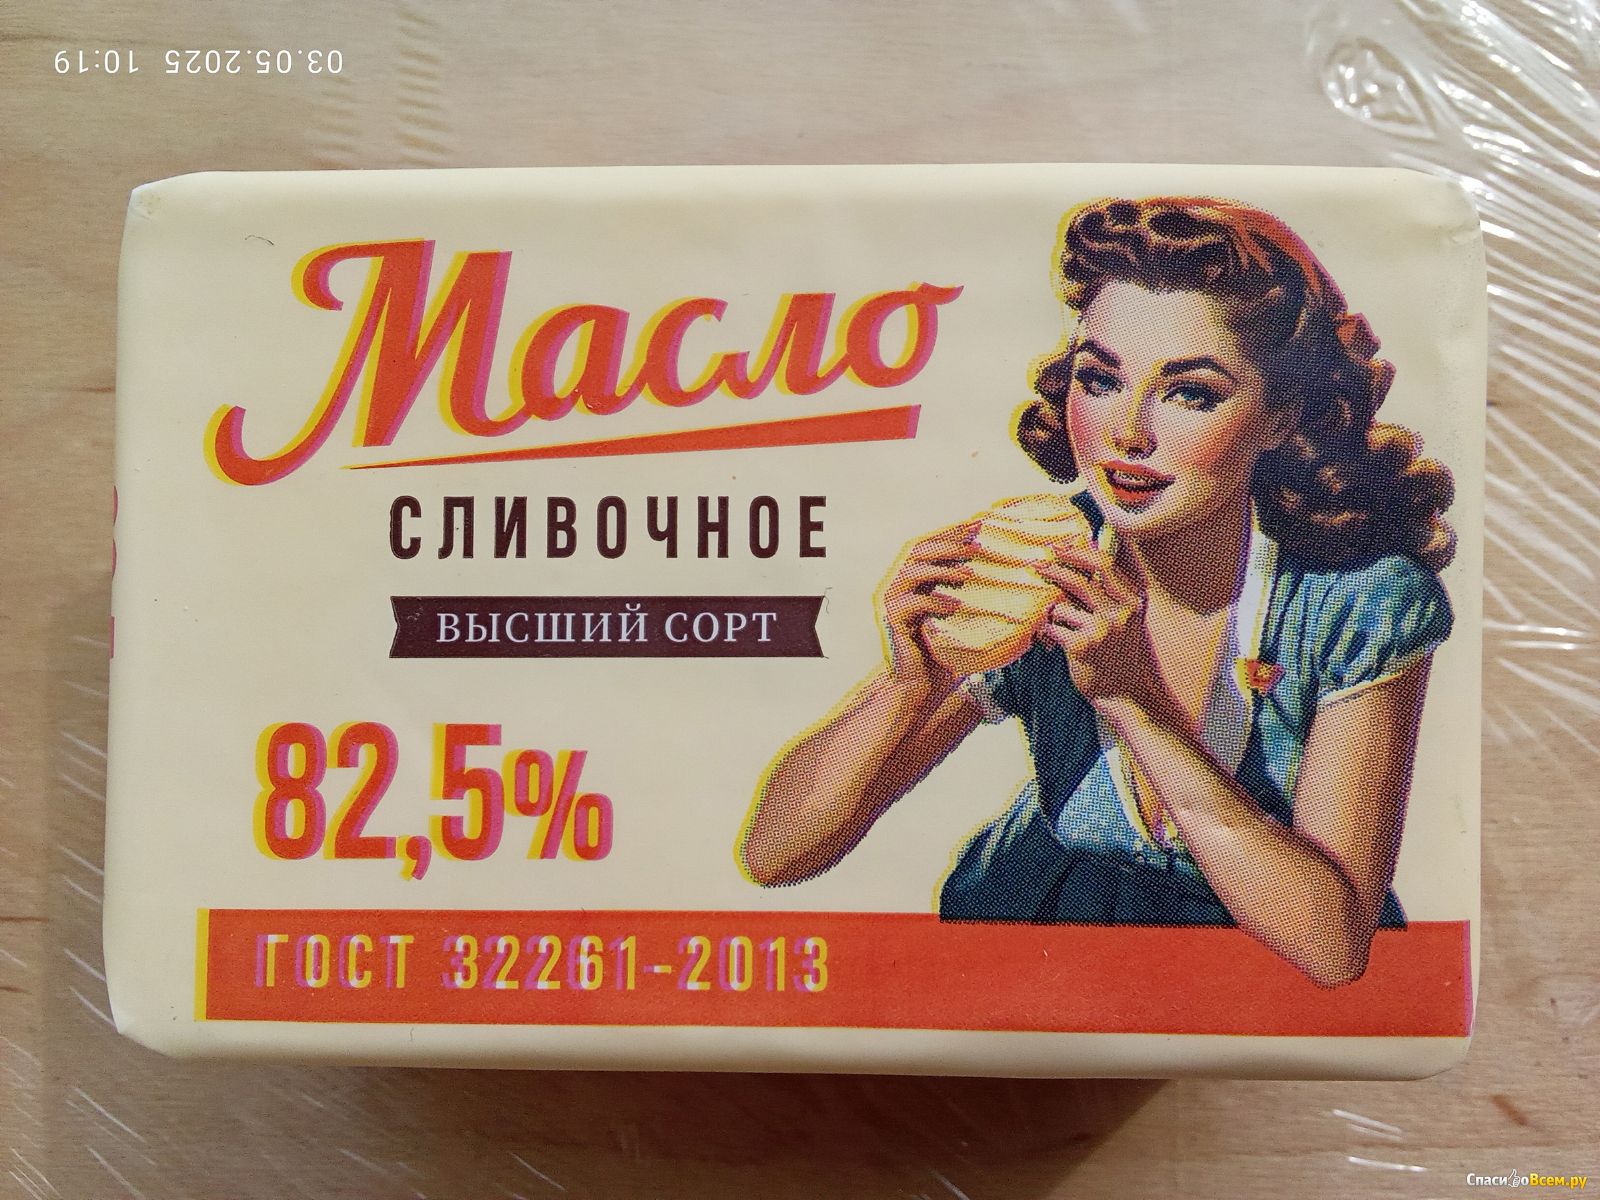 03.05.2025 10:19
Масло
СЛИВОЧНОЕ
ВЫСШИЙ СОРТ
82,5%
ГОСТ 32261-2013
СпасибоВсем.ру